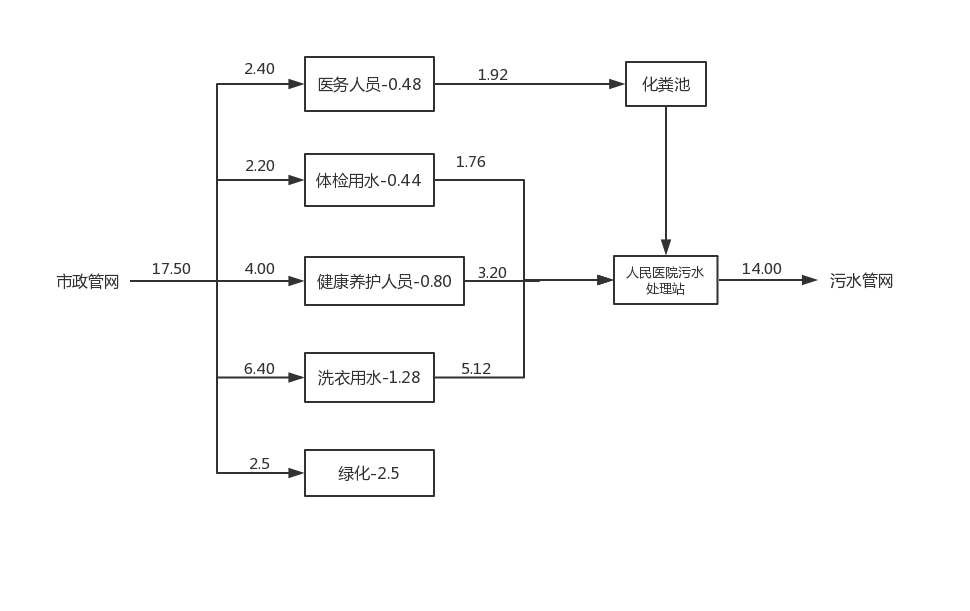 2.40
医务人员-0.48
1.92
化粪池
2.20
体检用水-0.44
1.76
市政管网
17.50
4.00
健康养护人员-0.80
3.20
人民医院污水
处理站
14.00
污水管网
6.40
洗衣用水-1.28
5.12
2.5
绿化-2.5